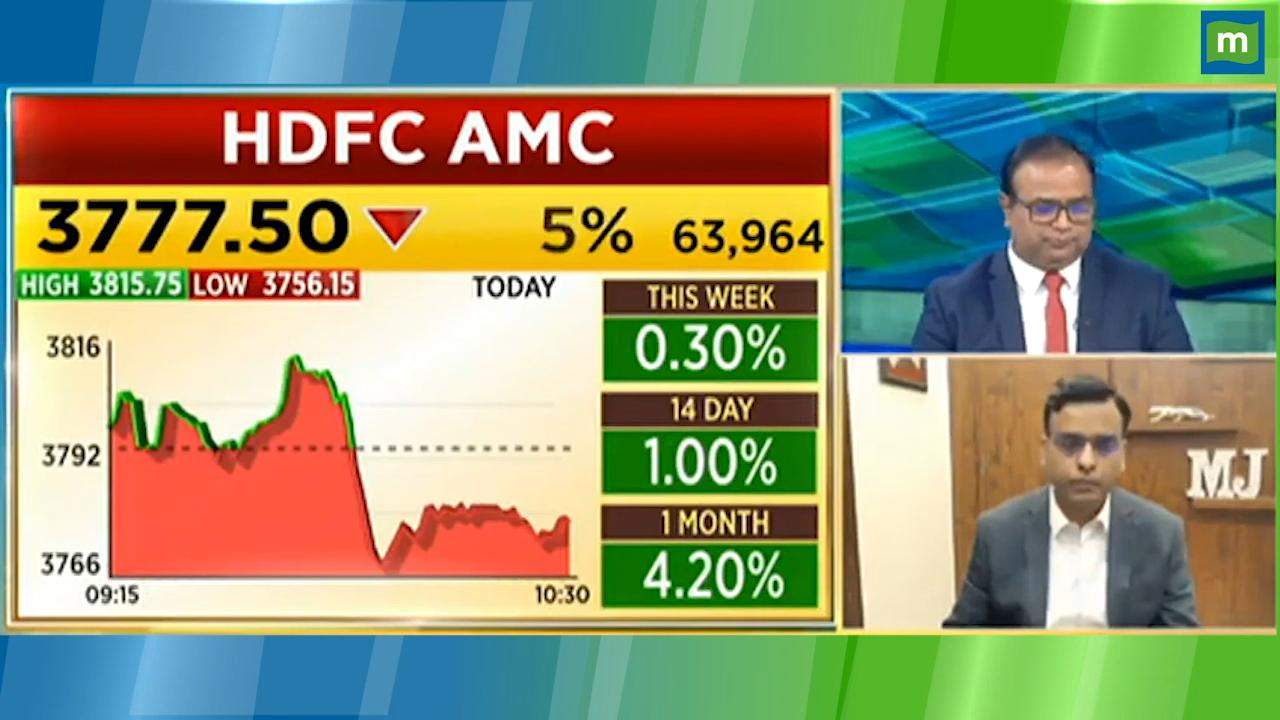 m
HDFC AMC
3777.50 5% 63,964
HIGH 3815.75 LOW 3756.15
TODAY
THIS WEEK
0.30%
14 DAY
1.00%
1 MONTH
4.20%
3816
3792
3766
09:15 10:30
MJ